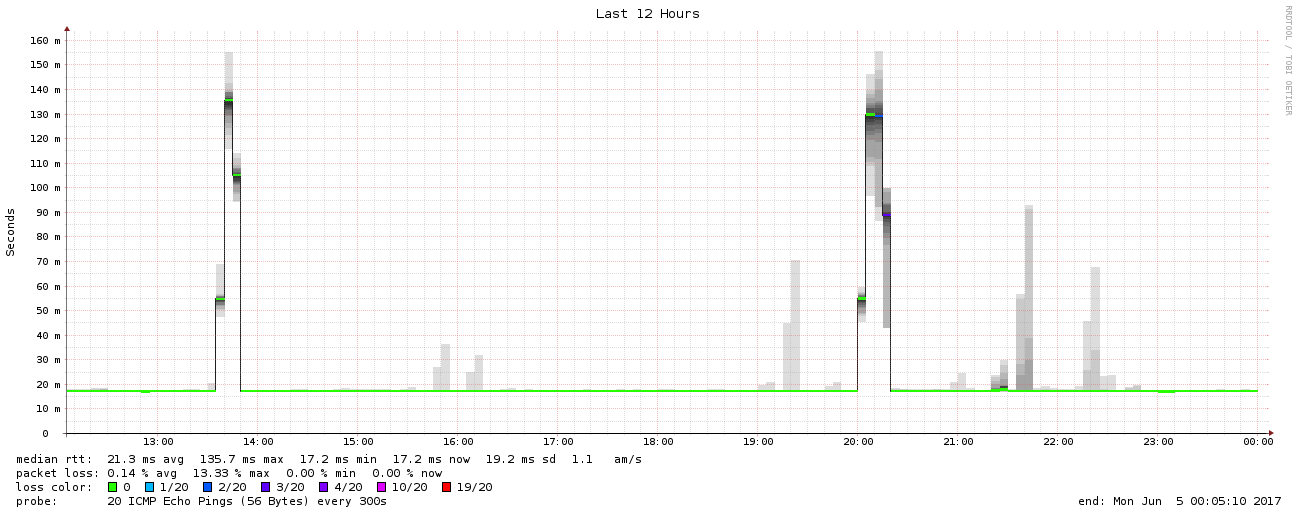 Last 12 Hours
RRDTOOL / TOBI OETIKER
Seconds
160 m
150 m
140 m
130 m
120 m
110 m
100 m
90 m
80 m
70 m
60 m
50 m
40 m
30 m
20 m
10 m
0
13:00 14:00 15:00 16:00 17:00 18:00 19:00 20:00 21:00 22:00 23:00 00:00
median rtt: 21.3 ms avg 135.7 ms max 17.2 ms min 17.2 ms now 19.2 ms sd 1.1 am/s
packet loss: 0.14 % avg 13.33 % max 0.00 % min 0.00 % now
loss color: 0 1/20 2/20 3/20 4/20 10/20 19/20
probe: 20 ICMP Echo Pings (56 Bytes) every 300s end: Mon Jun 5 00:05:10 2017